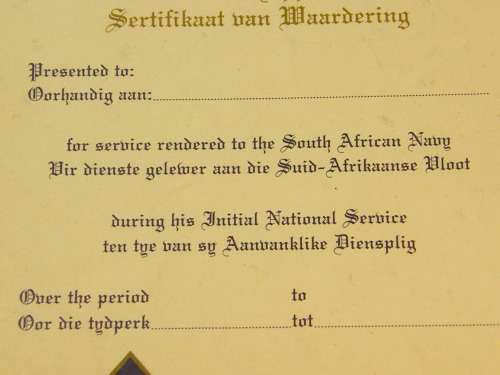 Sertifikaat van Waardering
Presented to:
Oorhandig aan:
for service rendered to the South African Navy
Vir dienste gelewer aan die Suid-Afrikaanse Vloot
during his Initial National Service
ten tye van sy Aanvanklike Diensplig
Over the period to
Oor die tydperk tot